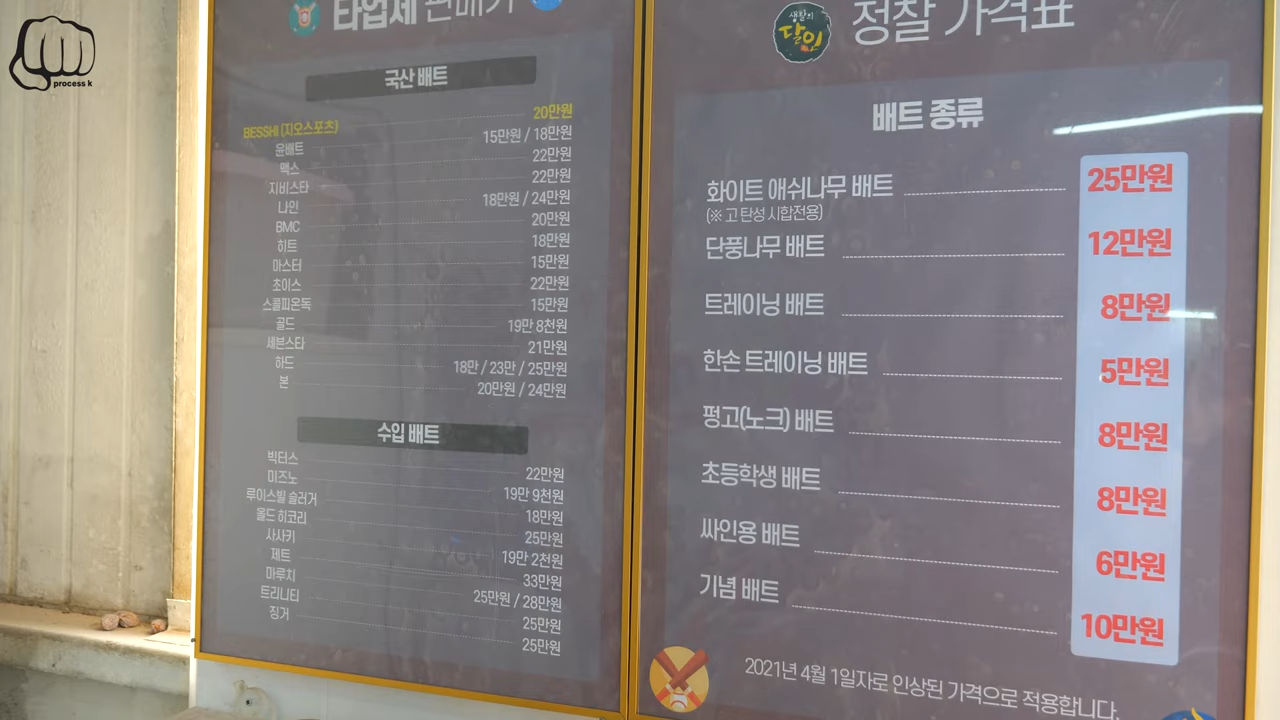 process k
타업체 판매가
국산 배트
BESSHI (지오스포츠) 20만원
윤배트 15만원 / 18만원
맥스 22만원
지비스타 22만원
나인 18만원 / 24만원
BMC 20만원
히트 18만원
마스터 15만원
초이스 22만원
스콜피온독 15만원
골드 19만 8천원
세븐스타 21만원
하드 18만 / 23만 / 25만원
본 20만원 / 24만원
수입 배트
빅터스 22만원
미즈노 19만 9천원
루이스빌 슬러거 18만원
올드 히코리 25만원
사사키 19만 2천원
제트 33만원
마루치 25만원 / 28만원
트리니티 25만원
징거 25만원
생활의 달인
정찰 가격표
배트 종류
화이트 애쉬나무 배트 25만원
(※ 고 탄성 시합전용)
단풍나무 배트 12만원
트레이닝 배트 8만원
한손 트레이닝 배트 5만원
펑고(노크) 배트 8만원
초등학생 배트 8만원
싸인용 배트 6만원
기념 배트 10만원
2021년 4월 1일자로 인상된 가격으로 적용합니다.